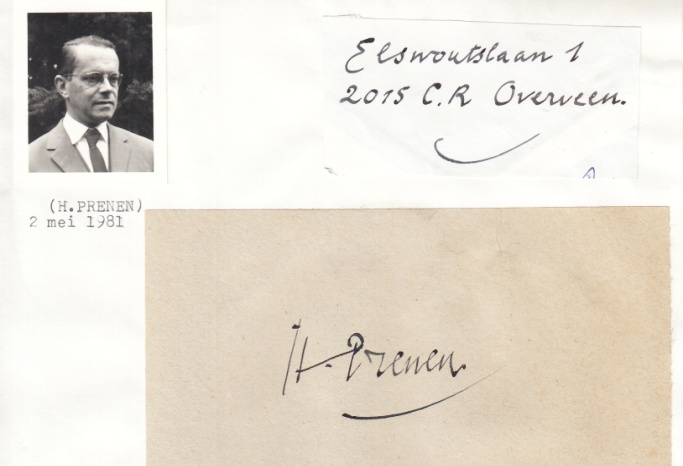 Elswoutslaan 1
2015 C.R Overveen.
(H.PRENEN)
2 mei 1981
H. Prenen.